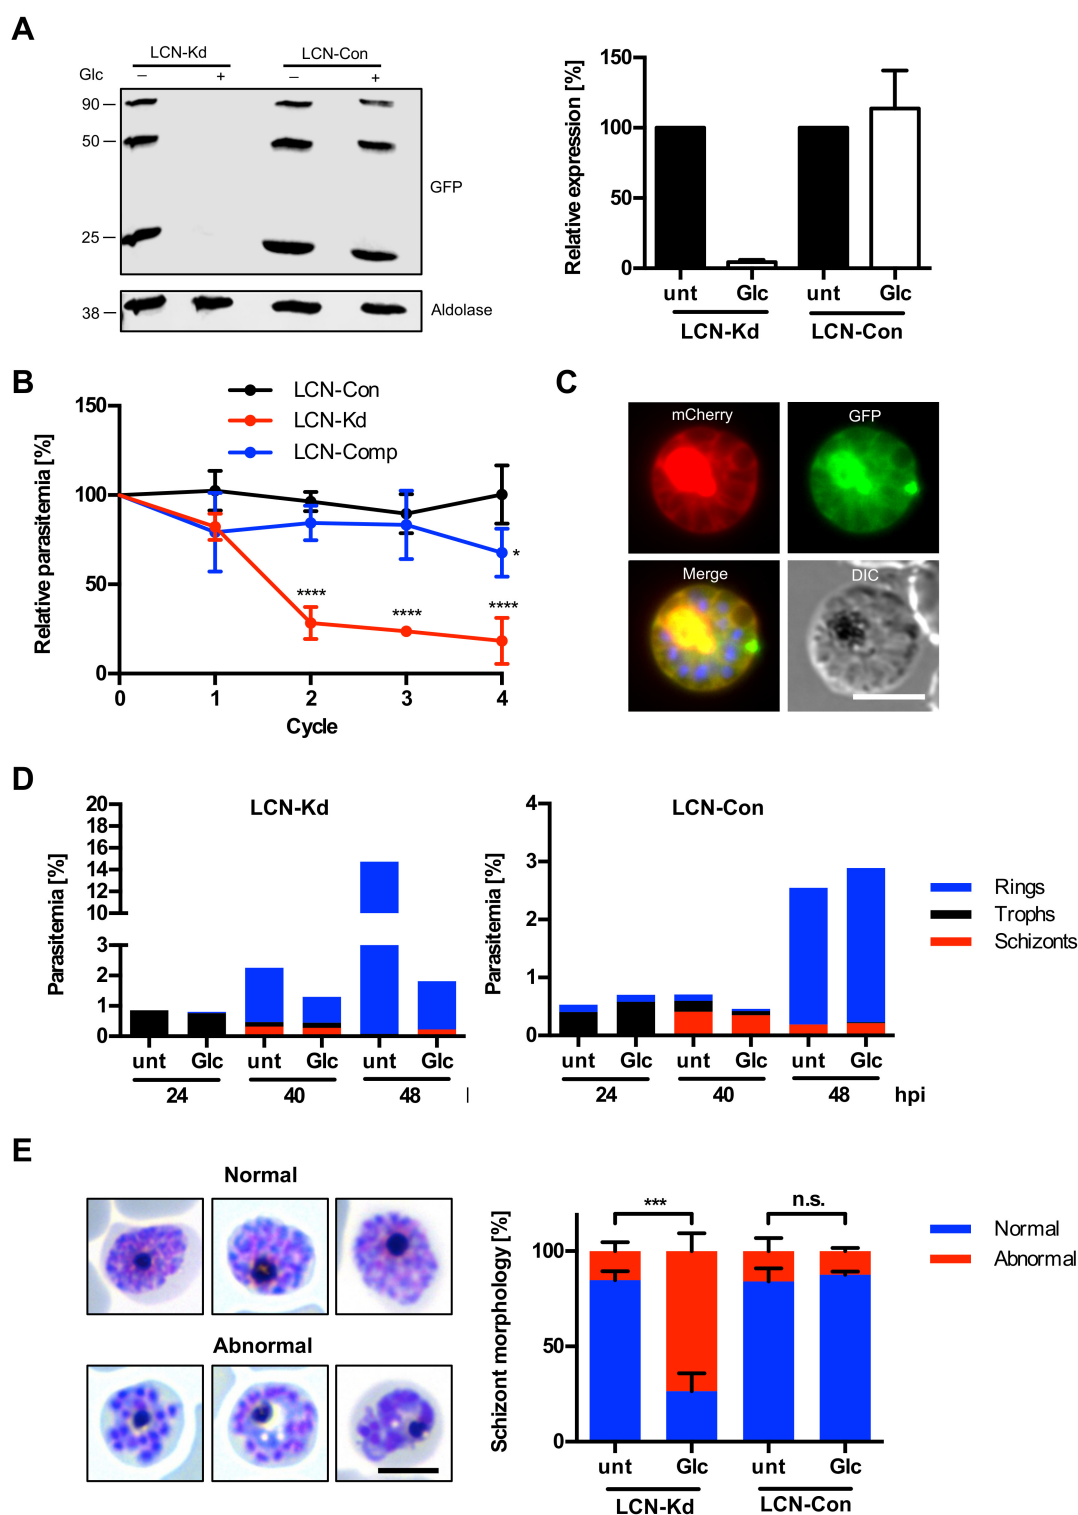 A
LCN-Kd LCN-Con
Glc – + – +
90
50
25
GFP
38
Aldolase
Relative expression [%]
150
100
50
0
unt Glc unt Glc
LCN-Kd LCN-Con
B
LCN-Con
LCN-Kd
LCN-Comp
Relative parasitemia [%]
150
100
50
0
*
**** **** ****
0 1 2 3 4
Cycle
C
mCherry GFP
Merge DIC
D
LCN-Kd
Parasitemia [%]
20
18
16
14
12
10
3
2
1
0
unt Glc unt Glc unt Glc
24 40 48
LCN-Con
Parasitemia [%]
4
3
2
1
0
unt Glc unt Glc unt Glc
24 40 48 hpi
Rings
Trophs
Schizonts
E
Normal
Abnormal
Schizont morphology [%]
100
50
0
*** n.s.
unt Glc unt Glc
LCN-Kd LCN-Con
Normal
Abnormal